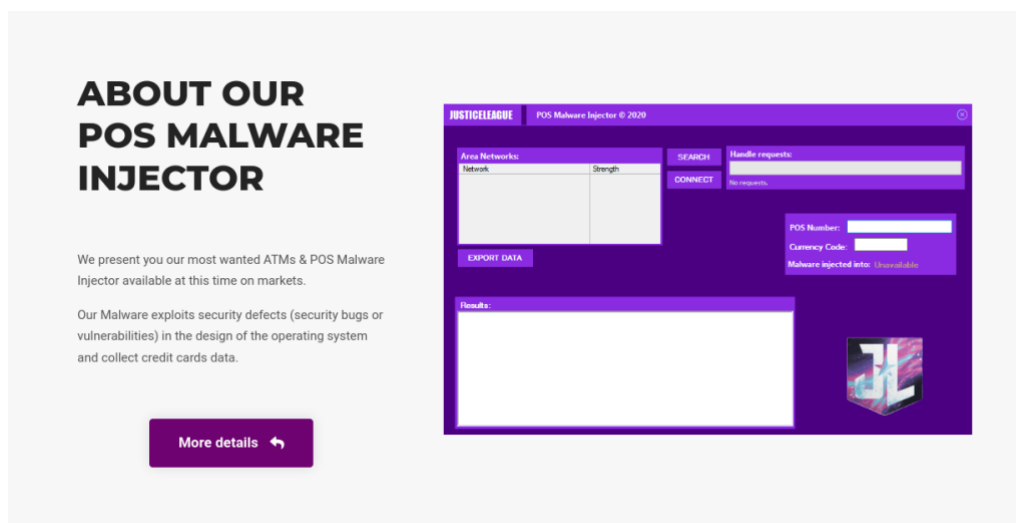 ABOUT OUR
POS MALWARE
INJECTOR
We present you our most wanted ATMs & POS Malware
Injector available at this time on markets.
Our Malware exploits security defects (security bugs or
vulnerabilities) in the design of the operating system
and collect credit cards data.
More details
JUSTICELEAGUE POS Malware Injector © 2020
Area Networks:
Network Strength
SEARCH
CONNECT
Handle requests:
No requests.
EXPORT DATA
POS Number:
Currency Code:
Malware injected into: Unavailable
Results:
JL